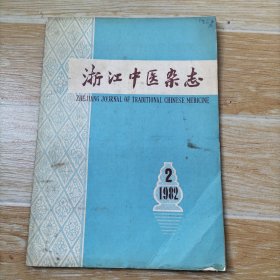 浙江中医杂志
ZHEJIANG JOURNAL OF TRADITIONAL CHINESE MEDICINE
2
1982